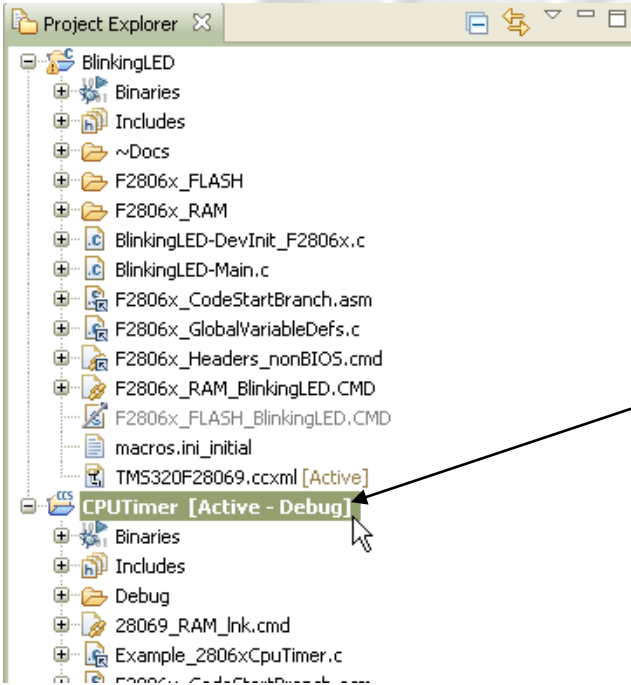 Project Explorer
BlinkingLED
Binaries
Includes
~Docs
F2806x_FLASH
F2806x_RAM
BlinkingLED-DevInit_F2806x.c
BlinkingLED-Main.c
F2806x_CodeStartBranch.asm
F2806x_GlobalVariableDefs.c
F2806x_Headers_nonBIOS.cmd
F2806x_RAM_BlinkingLED.CMD
F2806x_FLASH_BlinkingLED.CMD
macros.ini_initial
TMS320F28069.ccxml [Active]
CPUTimer [Active - Debug]
Binaries
Includes
Debug
28069_RAM_lnk.cmd
Example_2806xCpuTimer.c